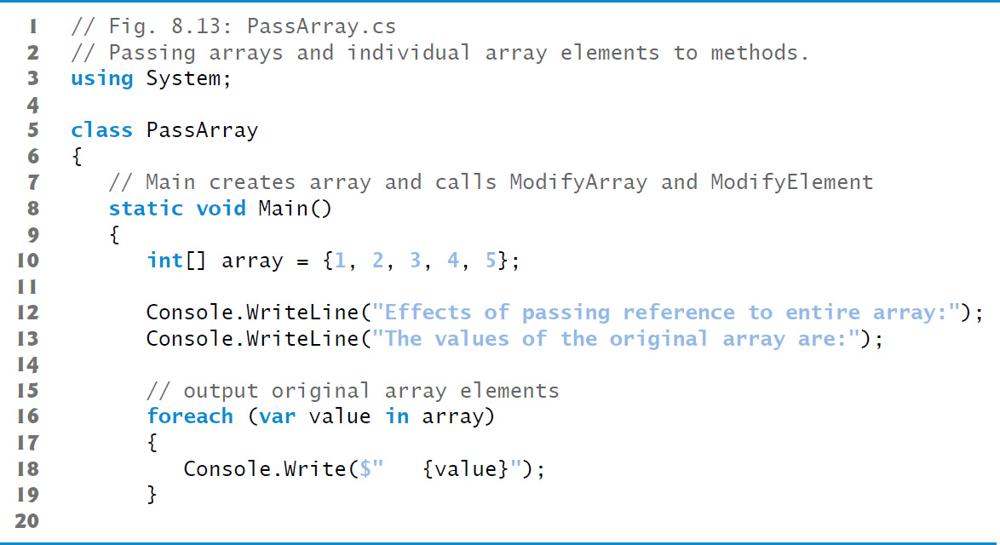 1 // Fig. 8.13: PassArray.cs
2 // Passing arrays and individual array elements to methods.
3 using System;
4
5 class PassArray
6 {
7    // Main creates array and calls ModifyArray and ModifyElement
8    static void Main()
9    {
10       int[] array = {1, 2, 3, 4, 5};
11
12       Console.WriteLine("Effects of passing reference to entire array:");
13       Console.WriteLine("The values of the original array are:");
14
15       // output original array elements
16       foreach (var value in array)
17       {
18          Console.Write($"   {value}");
19       }
20